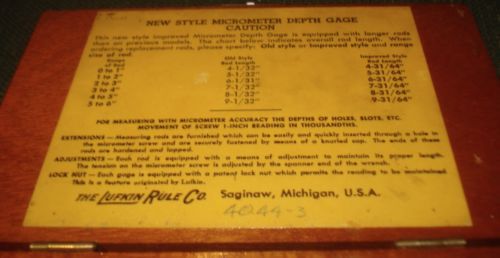 NEW STYLE MICROMETER DEPTH GAGE
CAUTION
This new style Improved Micrometer Depth Gage is equipped with longer rods
than on previous models. The chart below indicates overall rod length. When
ordering replacement rods, please specify: Old style or Improved style and range
size of rod.
Range of Rod Old Style Rod Length Improved Style Rod Length
0 to 1" 4-1/32" 4-31/64"
1 to 2" 5-1/32" 5-31/64"
2 to 3" 6-1/31" 6-31/64"
3 to 4" 7-1/32" 7-31/64"
4 to 5" 8-1/32" 8-31/64"
5 to 6" 9-1/32" 9-31/64"
FOR MEASURING WITH MICROMETER ACCURACY THE DEPTHS OF HOLES, SLOTS, ETC.
MOVEMENT OF SCREW 1-INCH READING IN THOUSANDTHS.
EXTENSIONS — Measuring rods are furnished which can be easily and quickly inserted through a hole in
the micrometer screw and are securely fastened by means of a knurled cap. The ends of these
rods are hardened and lapped.
ADJUSTMENTS — Each rod is equipped with a means of adjustment to maintain its proper length.
The tension on the micrometer screw is adjusted by the spanner end of the wrench.
LOCK NUT — Each gage is equipped with a patent lock nut which permits the reading to be maintained
This is a feature originated by Lufkin.
THE LUFKIN RULE CO. Saginaw, Michigan, U.S.A.
4044-3